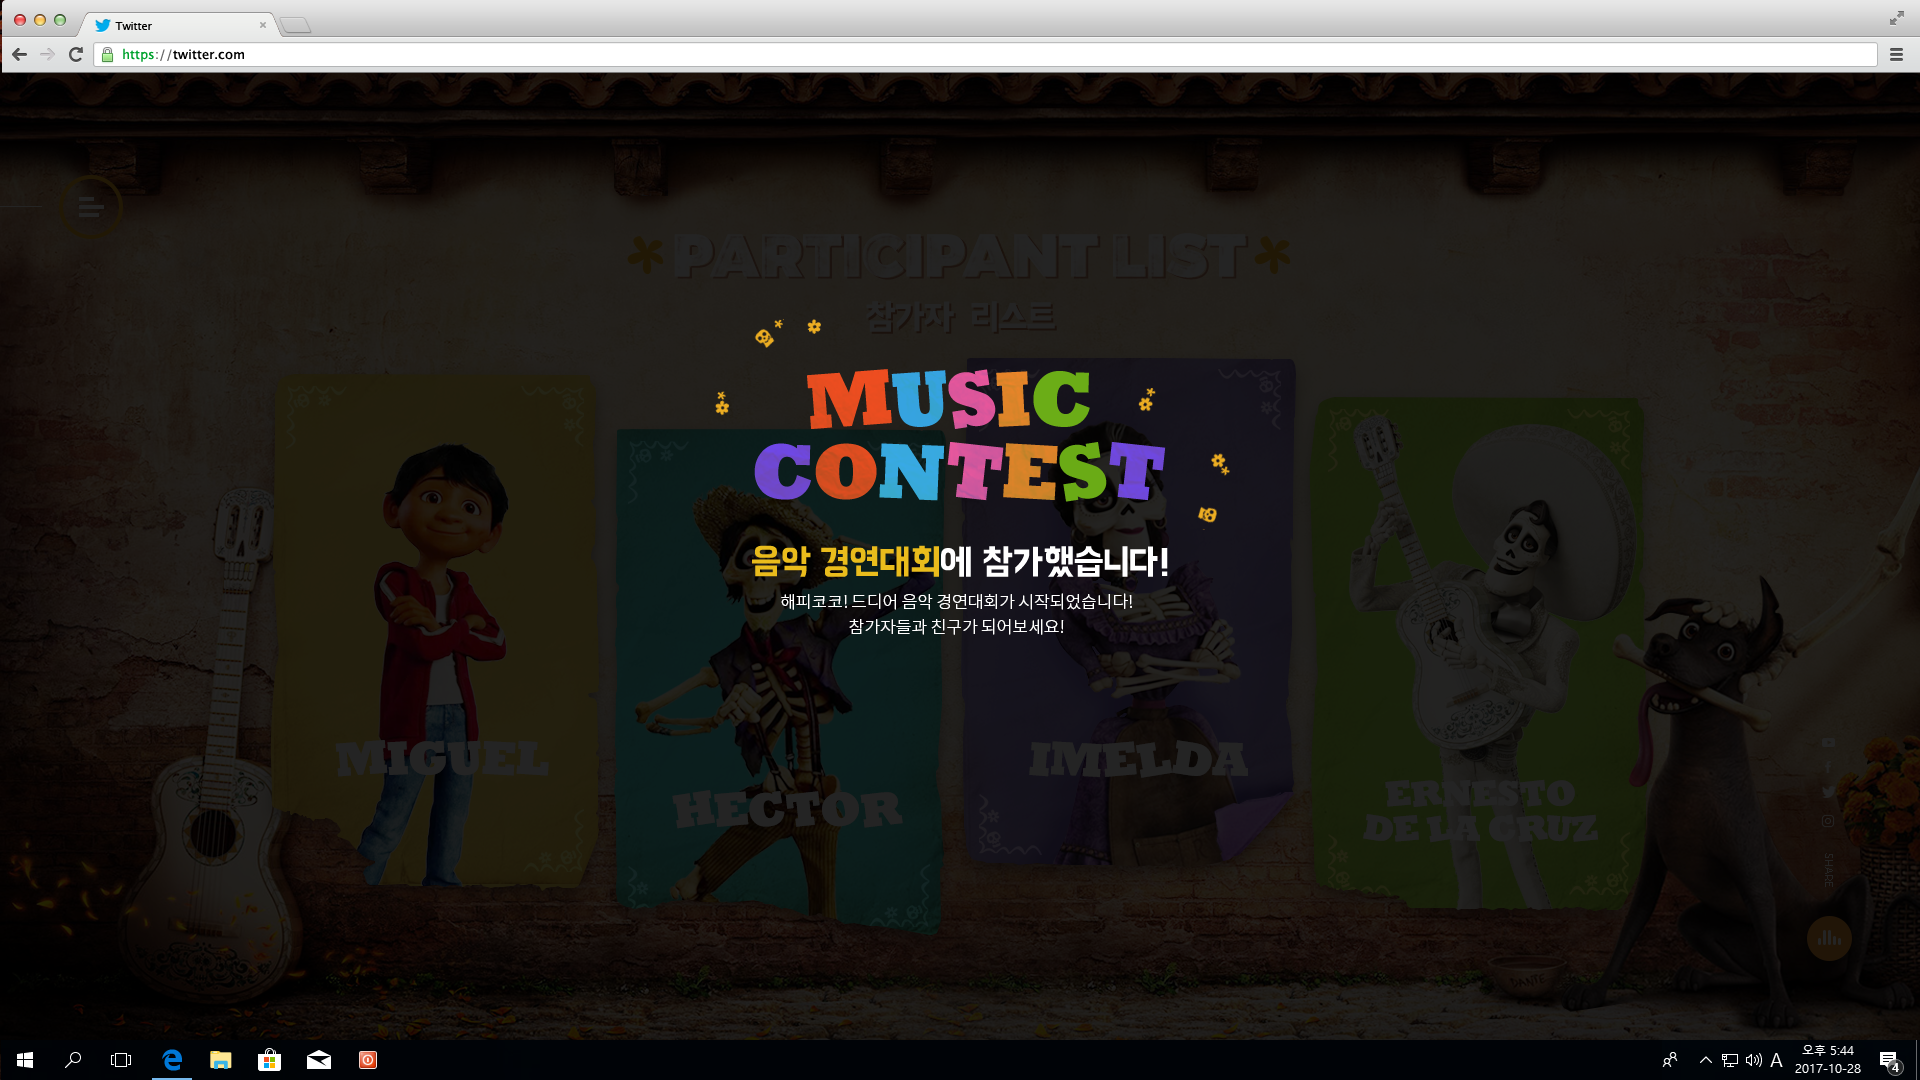 Twitter
https://twitter.com
PARTICIPANT LIST
참가자 리스트
MUSIC
CONTEST
음악 경연대회에 참가했습니다!
해피코코! 드디어 음악 경연대회가 시작되었습니다!
참가자들과 친구가 되어보세요!
MIGUEL
HECTOR
IMELDA
ERNESTO
DE LA CRUZ
SHARE
DANTE
A
오후 5:44
2017-10-28
4